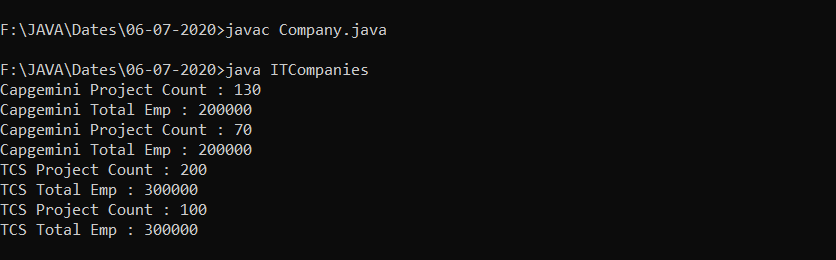 F:\JAVA\Dates\06-07-2020>javac Company.java
F:\JAVA\Dates\06-07-2020>java ITCompanies
Capgemini Project Count : 130
Capgemini Total Emp : 200000
Capgemini Project Count : 70
Capgemini Total Emp : 200000
TCS Project Count : 200
TCS Total Emp : 300000
TCS Project Count : 100
TCS Total Emp : 300000